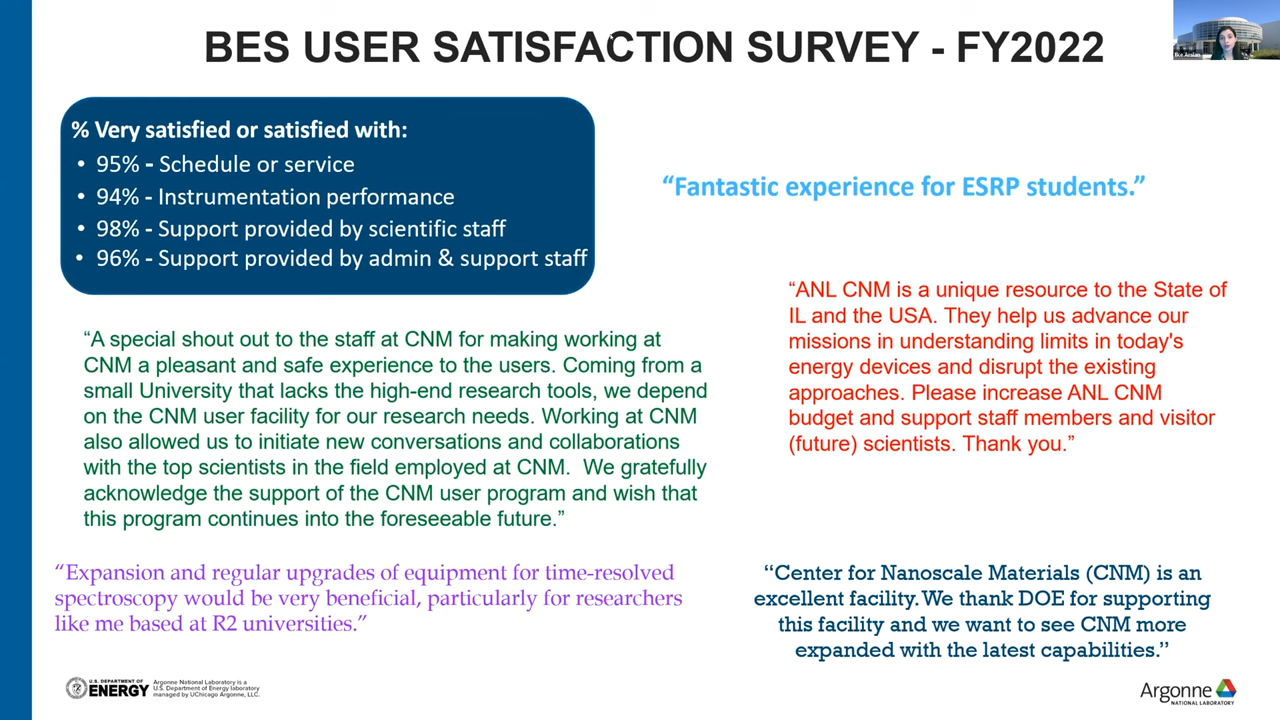 BES USER SATISFACTION SURVEY - FY2022
% Very satisfied or satisfied with:
• 95% - Schedule or service
• 94% - Instrumentation performance
• 98% - Support provided by scientific staff
• 96% - Support provided by admin & support staff
“Fantastic experience for ESRP students.”
“ANL CNM is a unique resource to the State of
IL and the USA. They help us advance our
missions in understanding limits in today's
energy devices and disrupt the existing
approaches. Please increase ANL CNM
budget and support staff members and visitor
(future) scientists. Thank you.”
“A special shout out to the staff at CNM for making working at
CNM a pleasant and safe experience to the users. Coming from a
small University that lacks the high-end research tools, we depend
on the CNM user facility for our research needs. Working at CNM
also allowed us to initiate new conversations and collaborations
with the top scientists in the field employed at CNM. We gratefully
acknowledge the support of the CNM user program and wish that
this program continues into the foreseeable future.”
“Expansion and regular upgrades of equipment for time-resolved
spectroscopy would be very beneficial, particularly for researchers
like me based at R2 universities.”
“Center for Nanoscale Materials (CNM) is an
excellent facility. We thank DOE for supporting
this facility and we want to see CNM more
expanded with the latest capabilities.”
U.S. DEPARTMENT OF
ENERGY
Argonne National Laboratory is a
U.S. Department of Energy laboratory
managed by UChicago Argonne, LLC.
Argonne
NATIONAL LABORATORY